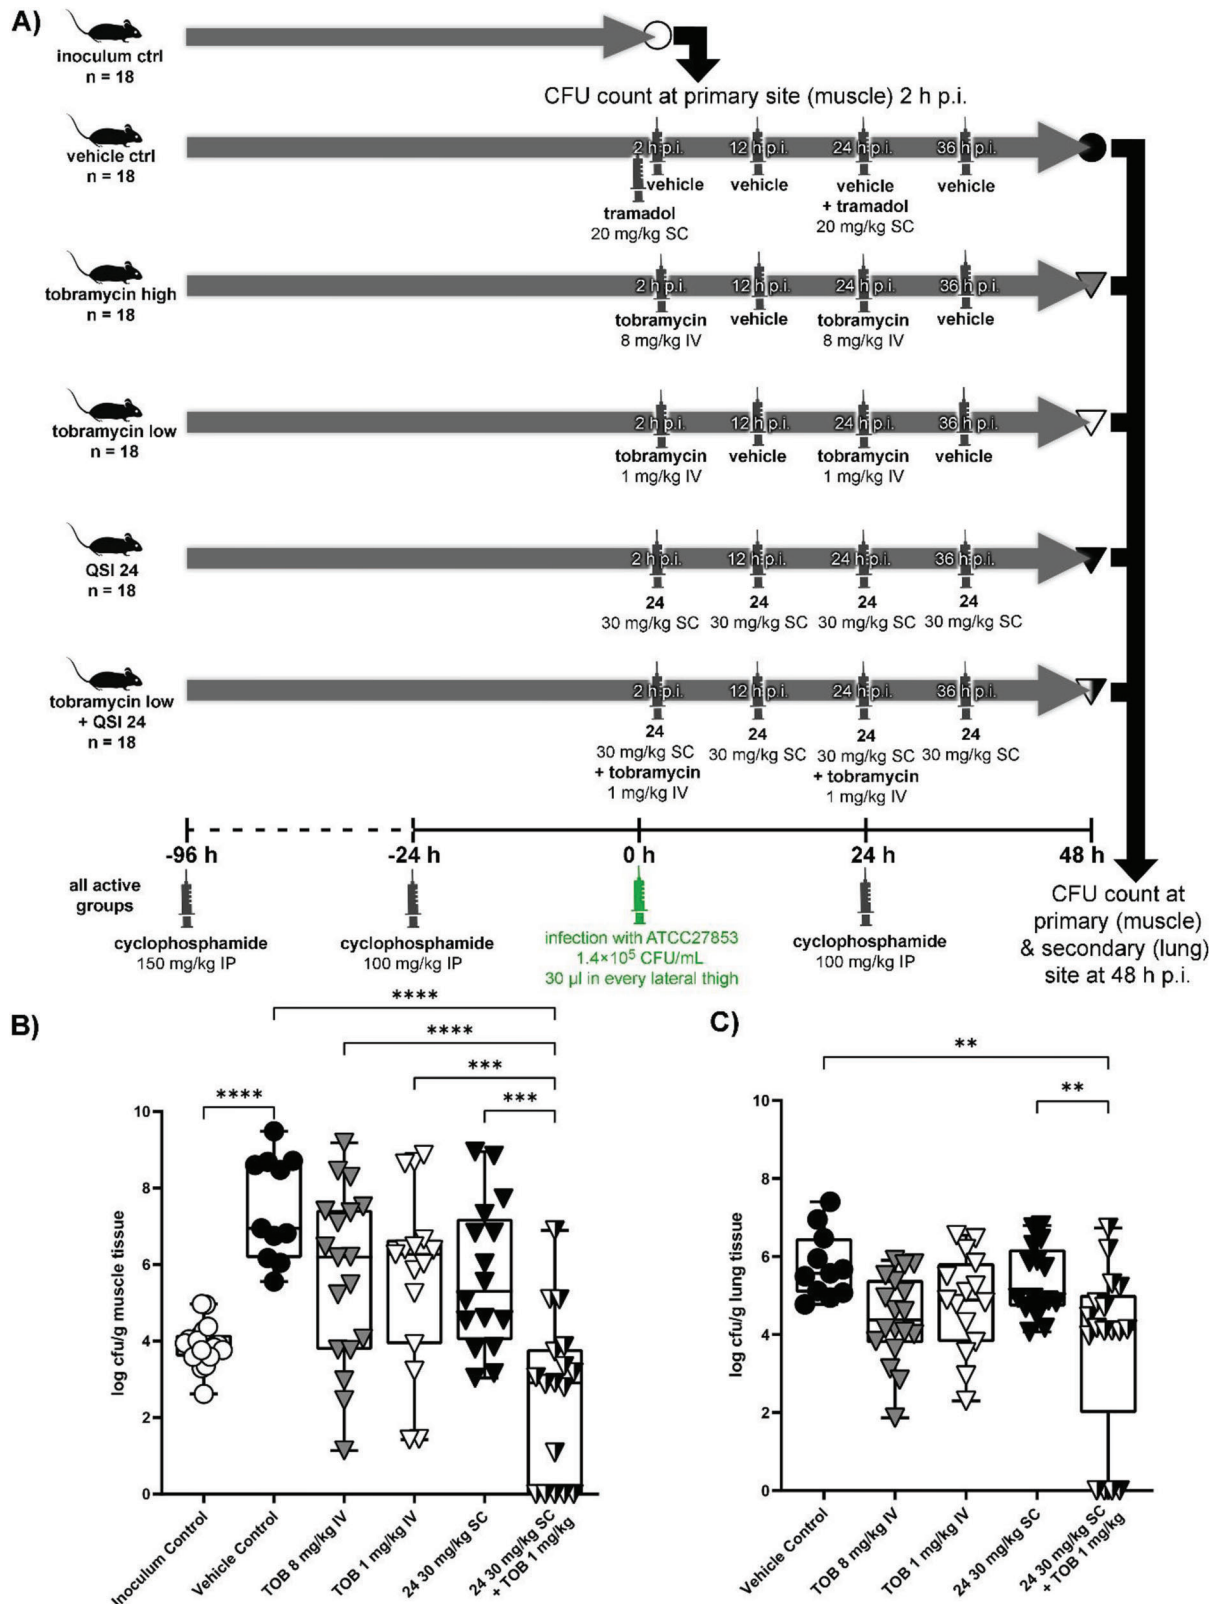 A)
inoculum ctrl
n = 18
CFU count at primary site (muscle) 2 h p.i.
vehicle ctrl
n = 18
2 h p.i. 12 h p.i. 24 h p.i. 36 h p.i.
vehicle vehicle vehicle vehicle
+ tramadol
20 mg/kg SC
tramadol
20 mg/kg SC
tobramycin high
n = 18
2 h p.i. 12 h p.i. 24 h p.i. 36 h p.i.
tobramycin vehicle tobramycin vehicle
8 mg/kg IV 8 mg/kg IV
tobramycin low
n = 18
2 h p.i. 12 h p.i. 24 h p.i. 36 h p.i.
tobramycin vehicle tobramycin vehicle
1 mg/kg IV 1 mg/kg IV
QSI 24
n = 18
2 h p.i. 12 h p.i. 24 h p.i. 36 h p.i.
24 24 24 24
30 mg/kg SC 30 mg/kg SC 30 mg/kg SC 30 mg/kg SC
tobramycin low
+ QSI 24
n = 18
2 h p.i. 12 h p.i. 24 h p.i. 36 h p.i.
24 24 24 24
30 mg/kg SC 30 mg/kg SC 30 mg/kg SC 30 mg/kg SC
+ tobramycin + tobramycin
1 mg/kg IV 1 mg/kg IV
-96 h -24 h 0 h 24 h 48 h
all active
groups
cyclophosphamide
150 mg/kg IP
cyclophosphamide
100 mg/kg IP
infection with ATCC27853
1.4×10⁵ CFU/mL
30 µl in every lateral thigh
cyclophosphamide
100 mg/kg IP
CFU count at
primary (muscle)
& secondary (lung)
site at 48 h p.i.
B)
****
****
***
**** ***
log cfu/g muscle tissue
10
8
6
4
2
0
Inoculum Control
Vehicle Control
TOB 8 mg/kg IV
TOB 1 mg/kg IV
24 30 mg/kg SC
24 30 mg/kg SC
+ TOB 1 mg/kg
C)
**
**
log cfu/g lung tissue
10
8
6
4
2
0
Vehicle Control
TOB 8 mg/kg IV
TOB 1 mg/kg IV
24 30 mg/kg SC
24 30 mg/kg SC
+ TOB 1 mg/kg